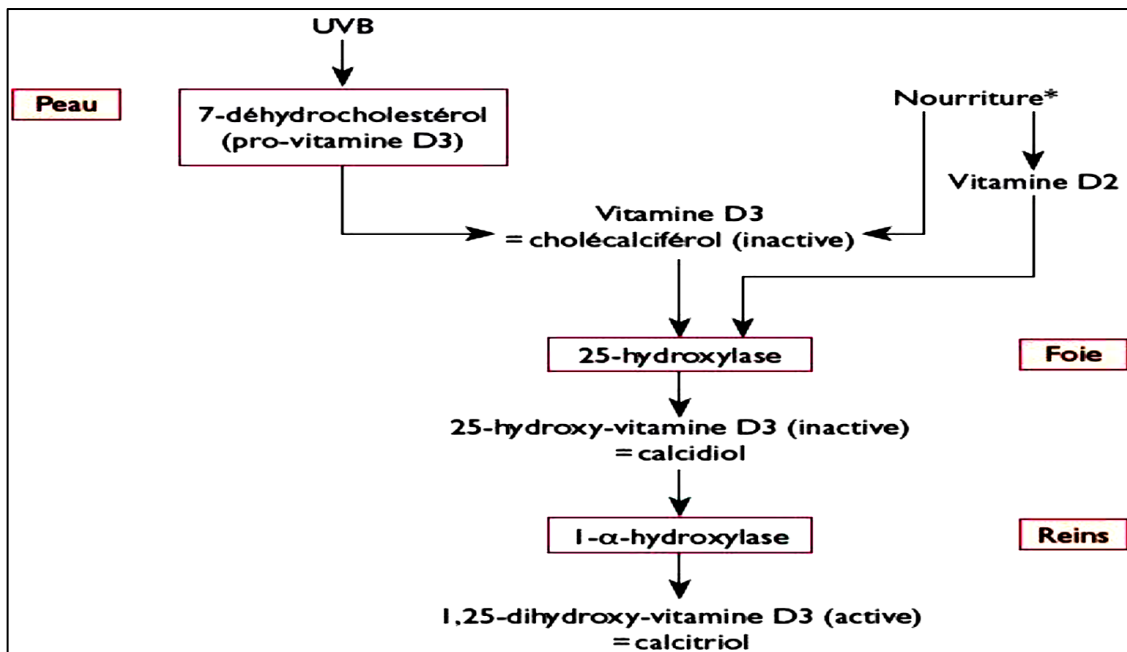 UVB
Peau
7-déhydrocholestérol
(pro-vitamine D3)
Nourriture*
Vitamine D2
Vitamine D3
= cholécalciférol (inactive)
25-hydroxylase
Foie
25-hydroxy-vitamine D3 (inactive)
= calcidiol
1-α-hydroxylase
Reins
1,25-dihydroxy-vitamine D3 (active)
= calcitriol